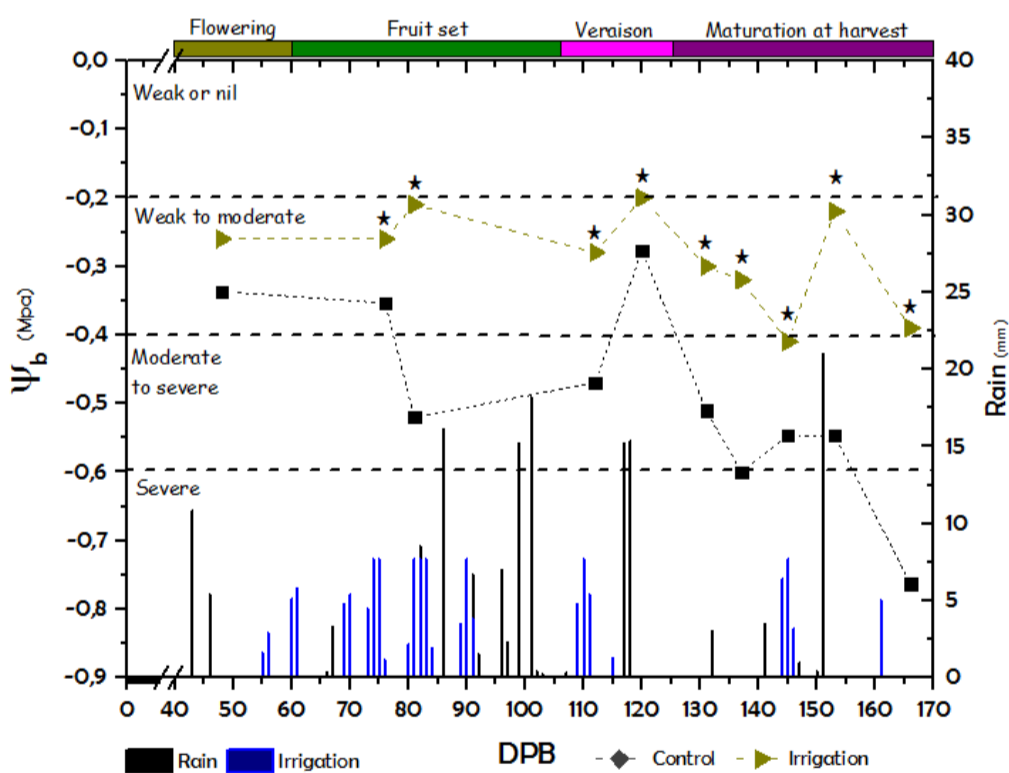 Flowering Fruit set Veraison Maturation at harvest
0,0 40
Weak or nil
-0,1 35
-0,2 30
Weak to moderate
-0,3 25
-0,4 20
Moderate
to severe
-0,5 15
-0,6 10
Severe
-0,7 5
-0,8
-0,9 0
Ψb (Mpa)
Rain (mm)
0 40 50 60 70 80 90 100 110 120 130 140 150 160 170
DPB
Rain Irrigation Control Irrigation